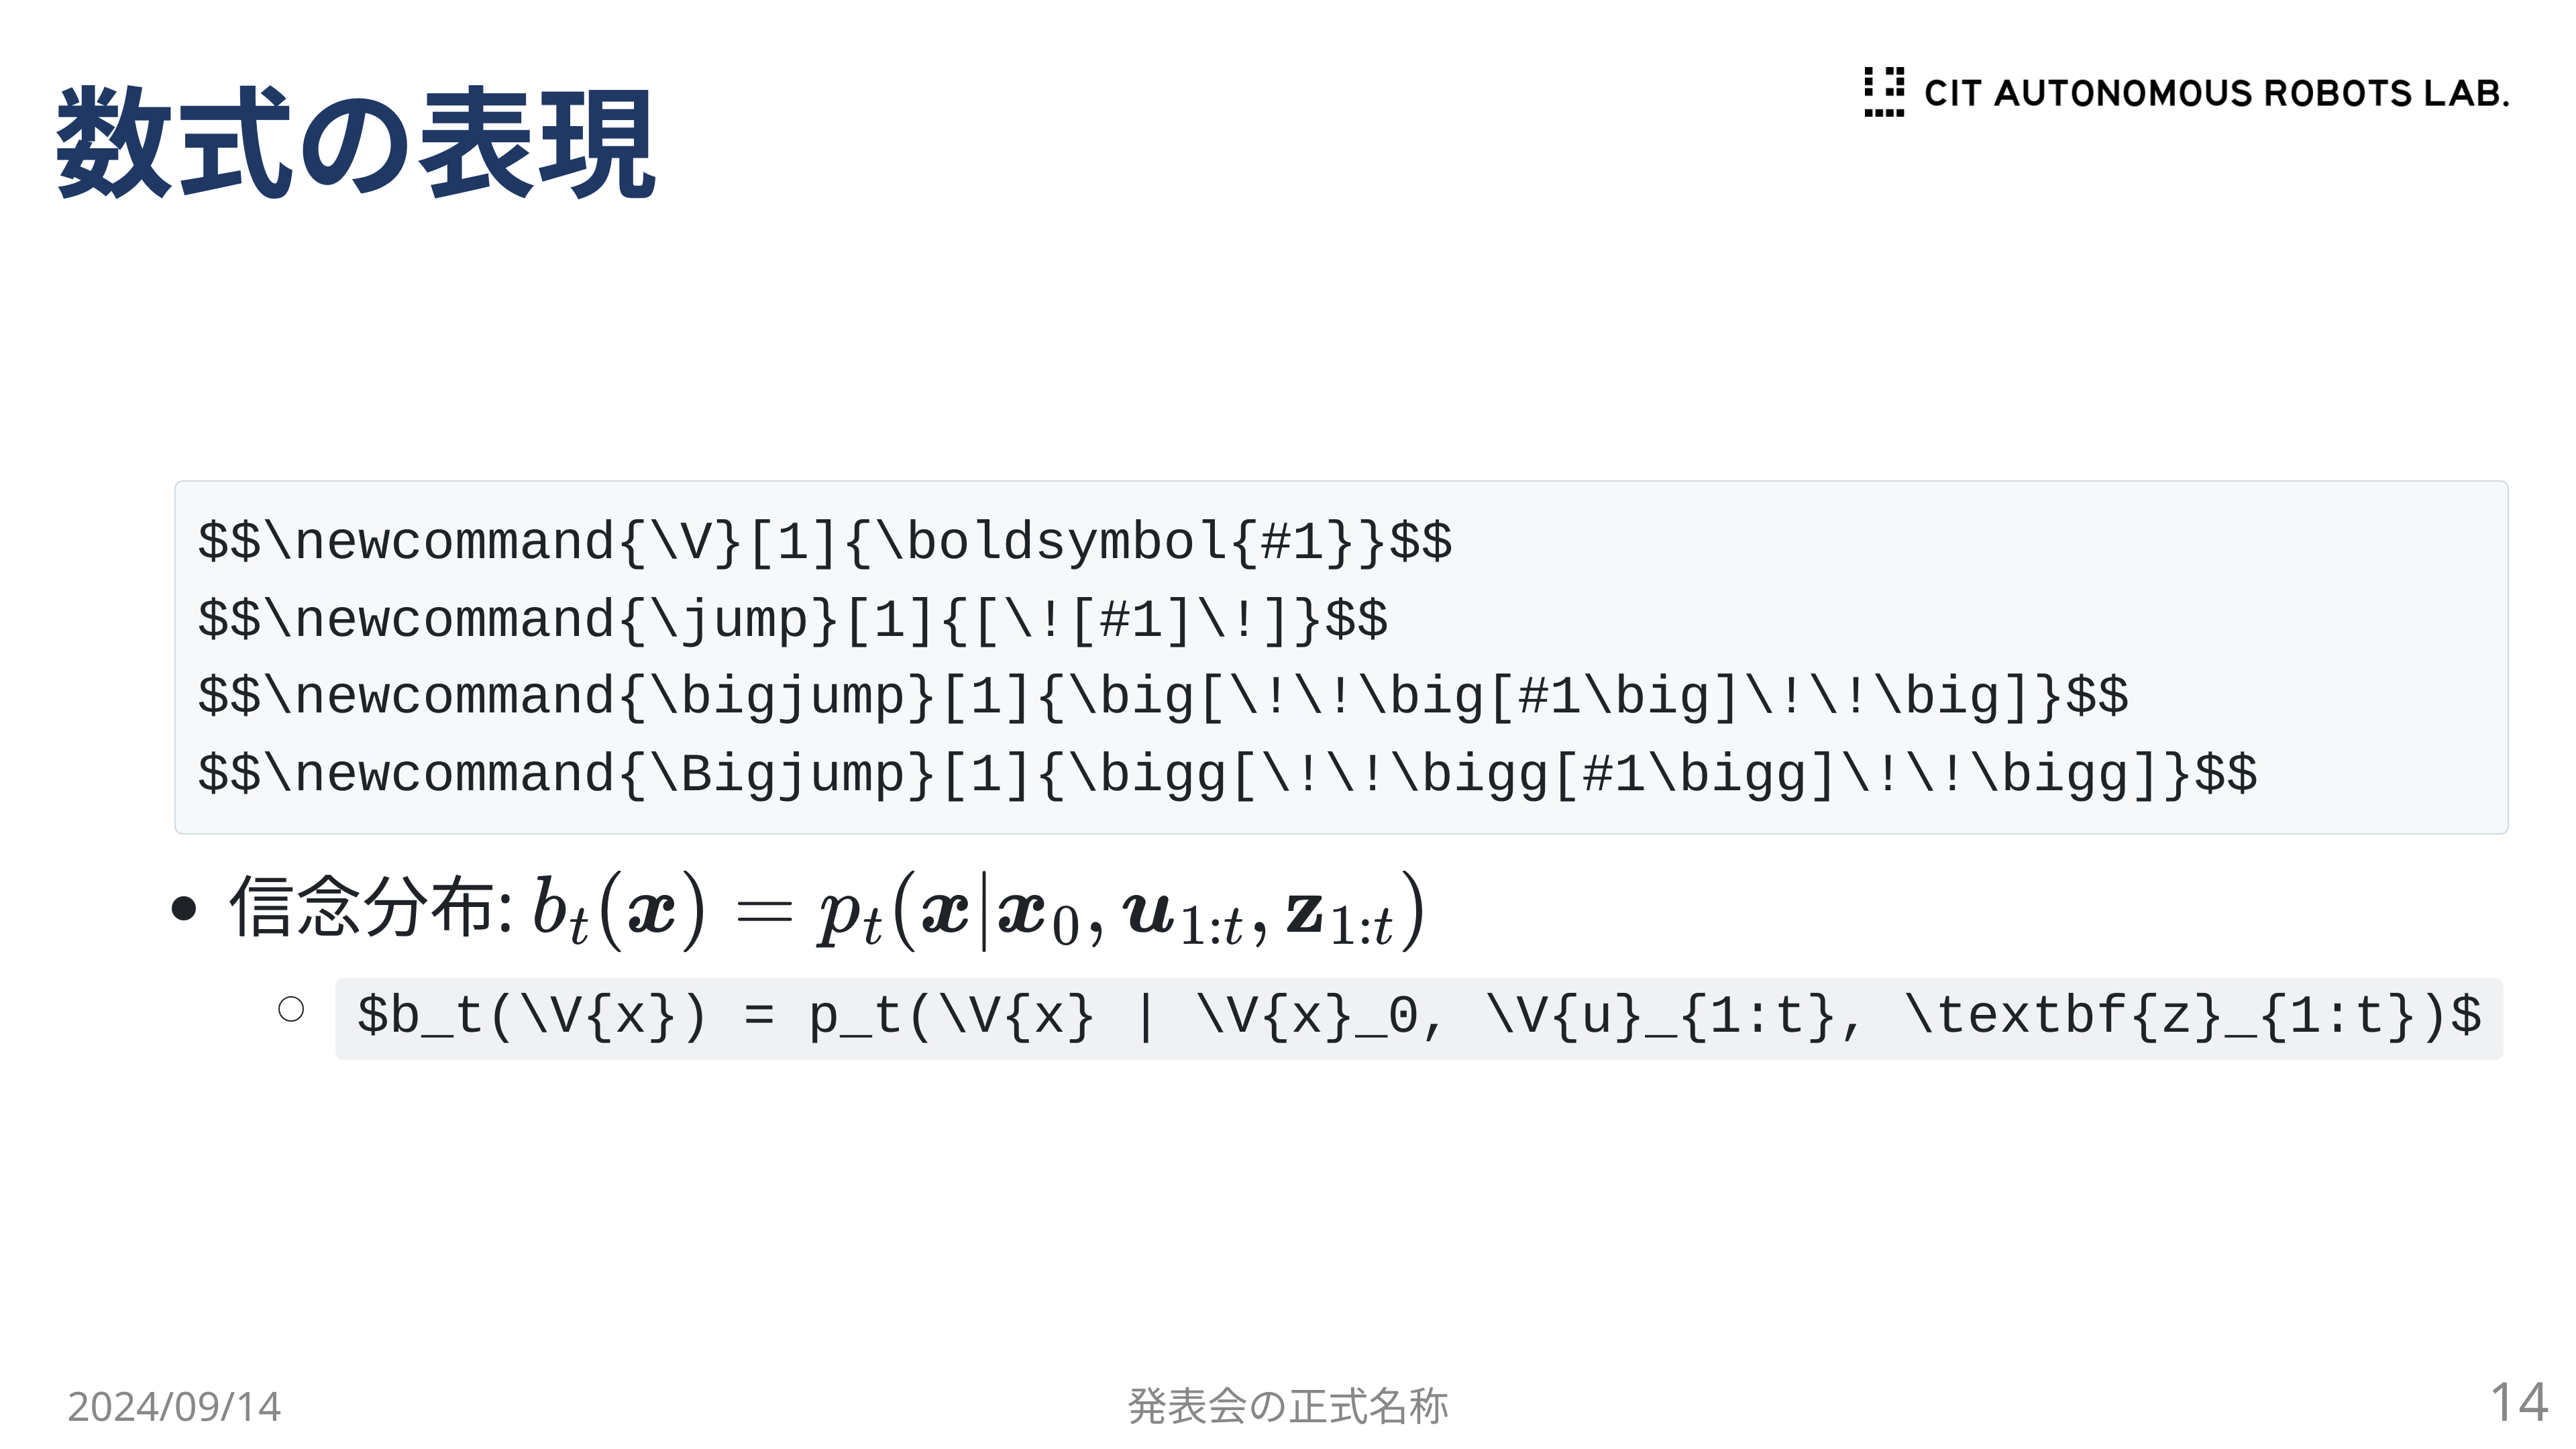 数式の表現
CIT AUTONOMOUS ROBOTS LAB.
$$\newcommand{\V}[1]{\boldsymbol{#1}}$$
$$\newcommand{\jump}[1]{[\![#1]\!]}$$
$$\newcommand{\bigjump}[1]{\big[\!\!\big[#1\big]\!\!\big]}$$
$$\newcommand{\Bigjump}[1]{\bigg[\!\!\bigg[#1\bigg]\!\!\bigg]}$$
• 信念分布: b_t(𝒙) = p_t(𝒙|𝒙_0, 𝒖_{1:t}, 𝐳_{1:t})
○ $b_t(\V{x}) = p_t(\V{x} | \V{x}_0, \V{u}_{1:t}, \textbf{z}_{1:t})$
2024/09/14
発表会の正式名称
14